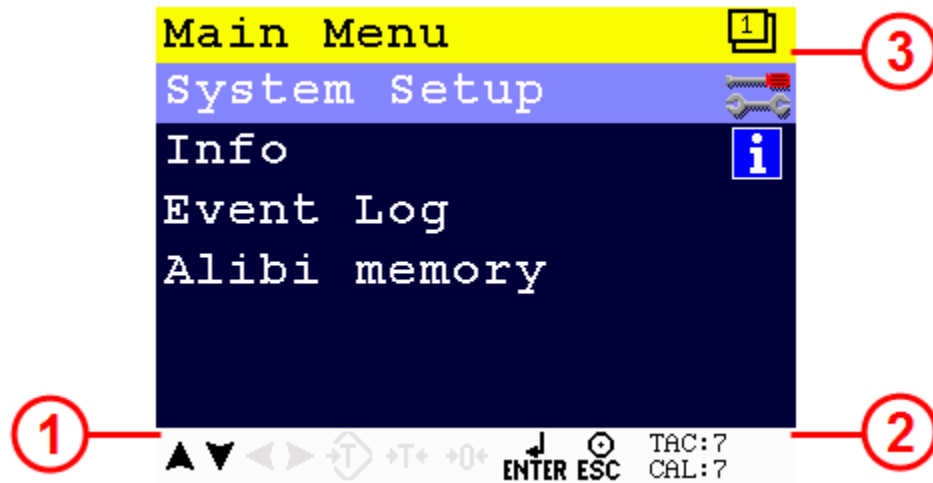 Main Menu 1
3
System Setup
Info i
Event Log
Alibi memory
1
2
T →T← →0← ENTER ESC TAC:7
CAL:7